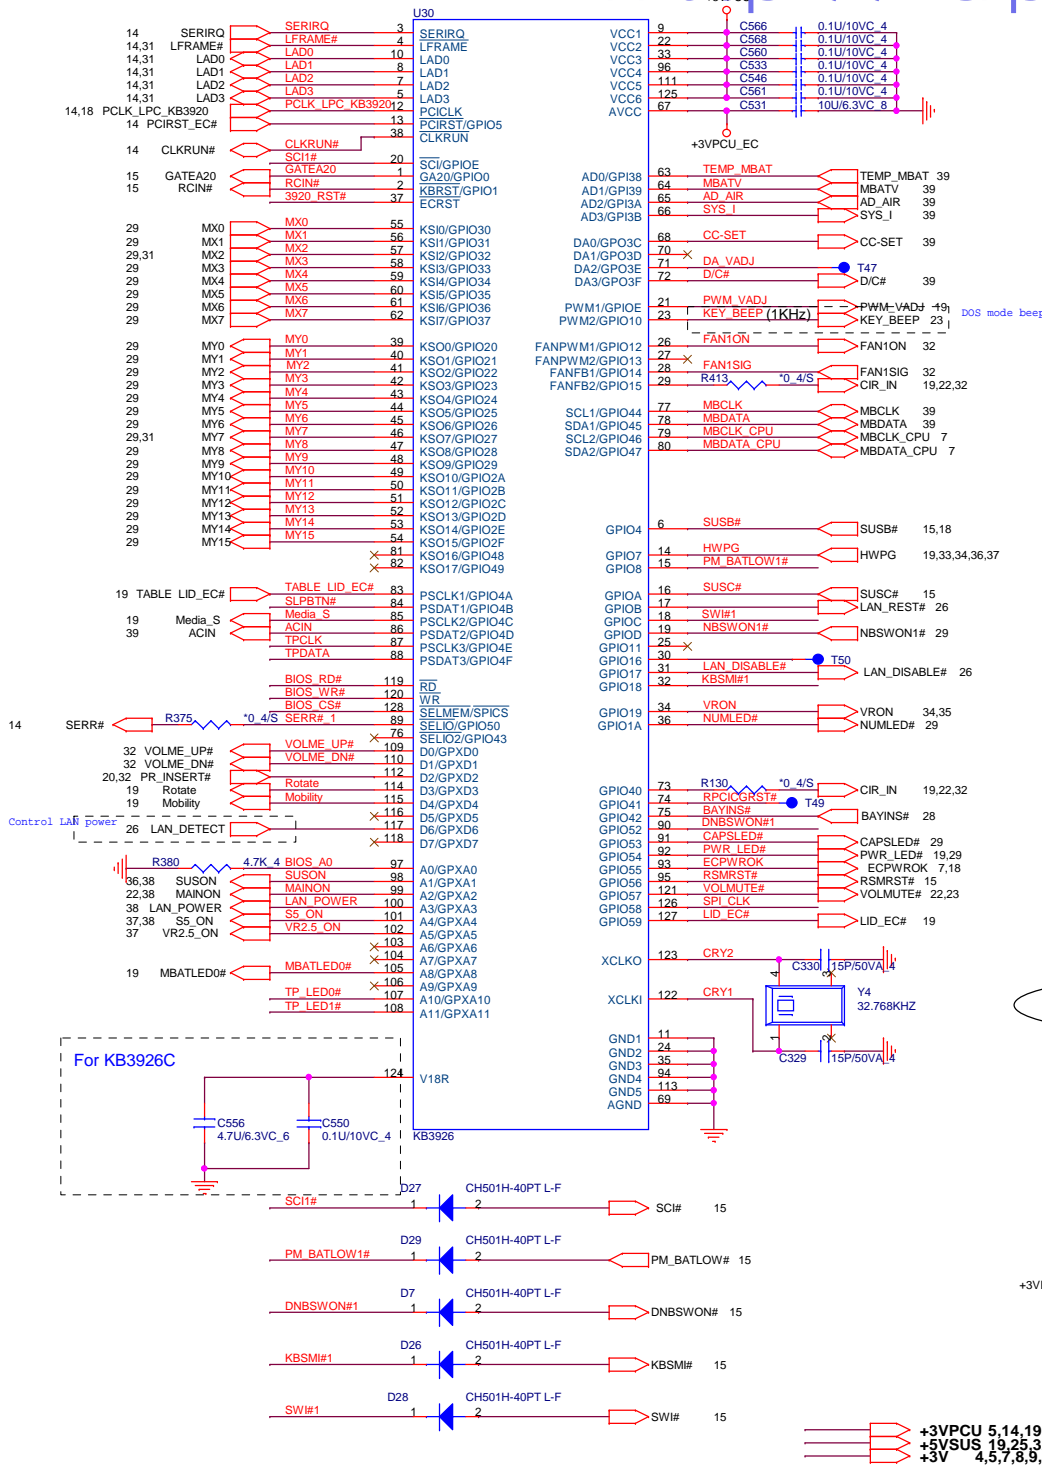 U30
14 SERIRQ SERIRQ 3 SERIRQ
14,31 LFRAME# LFRAME# 4 LFRAME
14,31 LAD0 LAD0 10 LAD0
14,31 LAD1 LAD1 8 LAD1
14,31 LAD2 LAD2 7 LAD2
14,31 LAD3 LAD3 5 LAD3
14,18 PCLK_LPC_KB3920 PCLK_LPC_KB3920 12 PCICLK
14 PCIRST_EC# 13 PCIRST/GPIO5
14 CLKRUN# CLKRUN# 38 CLKRUN
SCI1# 20 SCI/GPIOE
15 GATEA20 GATEA20 1 GA20/GPIO0
15 RCIN# RCIN# 2 KBRST/GPIO1
3920_RST# 37 ECRST
29 MX0 MX0 55 KSI0/GPIO30
29 MX1 MX1 56 KSI1/GPIO31
29,31 MX2 MX2 57 KSI2/GPIO32
29 MX3 MX3 58 KSI3/GPIO33
29 MX4 MX4 59 KSI4/GPIO34
29 MX5 MX5 60 KSI5/GPIO35
29 MX6 MX6 61 KSI6/GPIO36
29 MX7 MX7 62 KSI7/GPIO37
29 MY0 MY0 39 KSO0/GPIO20
29 MY1 MY1 40 KSO1/GPIO21
29 MY2 MY2 41 KSO2/GPIO22
29 MY3 MY3 42 KSO3/GPIO23
29 MY4 MY4 43 KSO4/GPIO24
29 MY5 MY5 44 KSO5/GPIO25
29 MY6 MY6 45 KSO6/GPIO26
29,31 MY7 MY7 46 KSO7/GPIO27
29 MY8 MY8 47 KSO8/GPIO28
29 MY9 MY9 48 KSO9/GPIO29
29 MY10 MY10 49 KSO10/GPIO2A
29 MY11 MY11 50 KSO11/GPIO2B
29 MY12 MY12 51 KSO12/GPIO2C
29 MY13 MY13 52 KSO13/GPIO2D
29 MY14 MY14 53 KSO14/GPIO2E
29 MY15 MY15 54 KSO15/GPIO2F
81 KSO16/GPIO48
82 KSO17/GPIO49
19 TABLE LID_EC# TABLE LID_EC# 83 PSCLK1/GPIO4A
SLPBTN# 84 PSDAT1/GPIO4B
19 Media_S Media_S 85 PSCLK2/GPIO4C
39 ACIN ACIN 86 PSDAT2/GPIO4D
TPCLK 87 PSCLK3/GPIO4E
TPDATA 88 PSDAT3/GPIO4F
BIOS_RD# 119 RD
BIOS_WR# 120 WR
BIOS_CS# 128 SELMEM/SPICS
14 SERR# R375 *0_4/S SERR#_1 89 SELIO/GPIO50
76 SELIO2/GPIO43
32 VOLME_UP# VOLME_UP# 109 D0/GPXD0
32 VOLME_DN# VOLME_DN# 110 D1/GPXD1
20,32 PR_INSERT# 112 D2/GPXD2
19 Rotate Rotate 114 D3/GPXD3
19 Mobility Mobility 115 D4/GPXD4
116 D5/GPXD5
Control LAN power
26 LAN_DETECT 117 D6/GPXD6
118 D7/GPXD7
R380 4.7K_4 BIOS_A0 97 A0/GPXA0
36,38 SUSON SUSON 98 A1/GPXA1
22,38 MAINON MAINON 99 A2/GPXA2
38 LAN_POWER LAN_POWER 100 A3/GPXA3
37,38 S5_ON S5_ON 101 A4/GPXA4
37 VR2.5_ON VR2.5_ON 102 A5/GPXA5
103 A6/GPXA6
104 A7/GPXA7
19 MBATLED0# MBATLED0# 105 A8/GPXA8
106 A9/GPXA9
TP_LED0# 107 A10/GPXA10
TP_LED1# 108 A11/GPXA11
For KB3926C
124 V18R
C556
4.7U/6.3VC_6
C550
0.1U/10VC_4
KB3926
VCC1 9 C566 0.1U/10VC_4
VCC2 22 C568 0.1U/10VC_4
VCC3 33 C560 0.1U/10VC_4
VCC4 96 C533 0.1U/10VC_4
VCC5 111 C546 0.1U/10VC_4
VCC6 125 C561 0.1U/10VC_4
AVCC 67 C531 10U/6.3VC_8
+3VPCU_EC
AD0/GPI38 63 TEMP_MBAT TEMP_MBAT 39
AD1/GPI39 64 MBATV MBATV 39
AD2/GPI3A 65 AD_AIR AD_AIR 39
AD3/GPI3B 66 SYS_I SYS_I 39
DA0/GPO3C 68 CC-SET CC-SET 39
DA1/GPO3D 70
DA2/GPO3E 71 DA_VADJ T47
DA3/GPO3F 72 D/C# D/C# 39
PWM1/GPIOE 21 PWM_VADJ PWM_VADJ 19
PWM2/GPIO10 23 KEY_BEEP (1KHz) KEY_BEEP 23 DOS mode beep
FANPWM1/GPIO12 26 FAN1ON FAN1ON 32
FANPWM2/GPIO13 27
FANFB1/GPIO14 28 FAN1SIG FAN1SIG 32
FANFB2/GPIO15 29 R413 *0_4/S CIR_IN 19,22,32
SCL1/GPIO44 77 MBCLK MBCLK 39
SDA1/GPIO45 78 MBDATA MBDATA 39
SCL2/GPIO46 79 MBCLK_CPU MBCLK_CPU 7
SDA2/GPIO47 80 MBDATA_CPU MBDATA_CPU 7
GPIO4 6 SUSB# SUSB# 15,18
GPIO7 14 HWPG HWPG 19,33,34,36,37
GPIO8 15 PM_BATLOW1#
GPIOA 16 SUSC# SUSC# 15
GPIOB 17 LAN_REST# 26
GPIOC 18 SWI#1
GPIOD 19 NBSWON1# NBSWON1# 29
GPIO11 25
GPIO16 30 T50
GPIO17 31 LAN_DISABLE# LAN_DISABLE# 26
GPIO18 32 KBSMI#1
GPIO19 34 VRON VRON 34,35
GPIO1A 36 NUMLED# NUMLED# 29
GPIO40 73 R130 *0_4/S CIR_IN 19,22,32
GPIO41 74 RPCICGRST# T49
GPIO42 75 BAYINS# BAYINS# 28
GPIO52 90 DNBSWON#1
GPIO53 91 CAPSLED# CAPSLED# 29
GPIO54 92 PWR_LED# PWR_LED# 19,29
GPIO55 93 ECPWROK ECPWROK 7,18
GPIO56 95 RSMRST# RSMRST# 15
GPIO57 121 VOLMUTE# VOLMUTE# 22,23
GPIO58 126 SPI_CLK
GPIO59 127 LID_EC# LID_EC# 19
XCLKO 123 CRY2
C330 15P/50VA_4
XCLKI 122 CRY1
4 3
Y4
32.768KHZ
1 2
C329 15P/50VA_4
GND1 11
GND2 24
GND3 35
GND4 94
GND5 113
AGND 69
D27 CH501H-40PT L-F
SCI1# 1 2 SCI# 15
D29 CH501H-40PT L-F
PM_BATLOW1# 1 2 PM_BATLOW# 15
D7 CH501H-40PT L-F
DNBSWON#1 1 2 DNBSWON# 15
D26 CH501H-40PT L-F
KBSMI#1 1 2 KBSMI# 15
D28 CH501H-40PT L-F
SWI#1 1 2 SWI# 15
+3VPCU 5,14,19
+5VSUS 19,25,3
+3V 4,5,7,8,9,